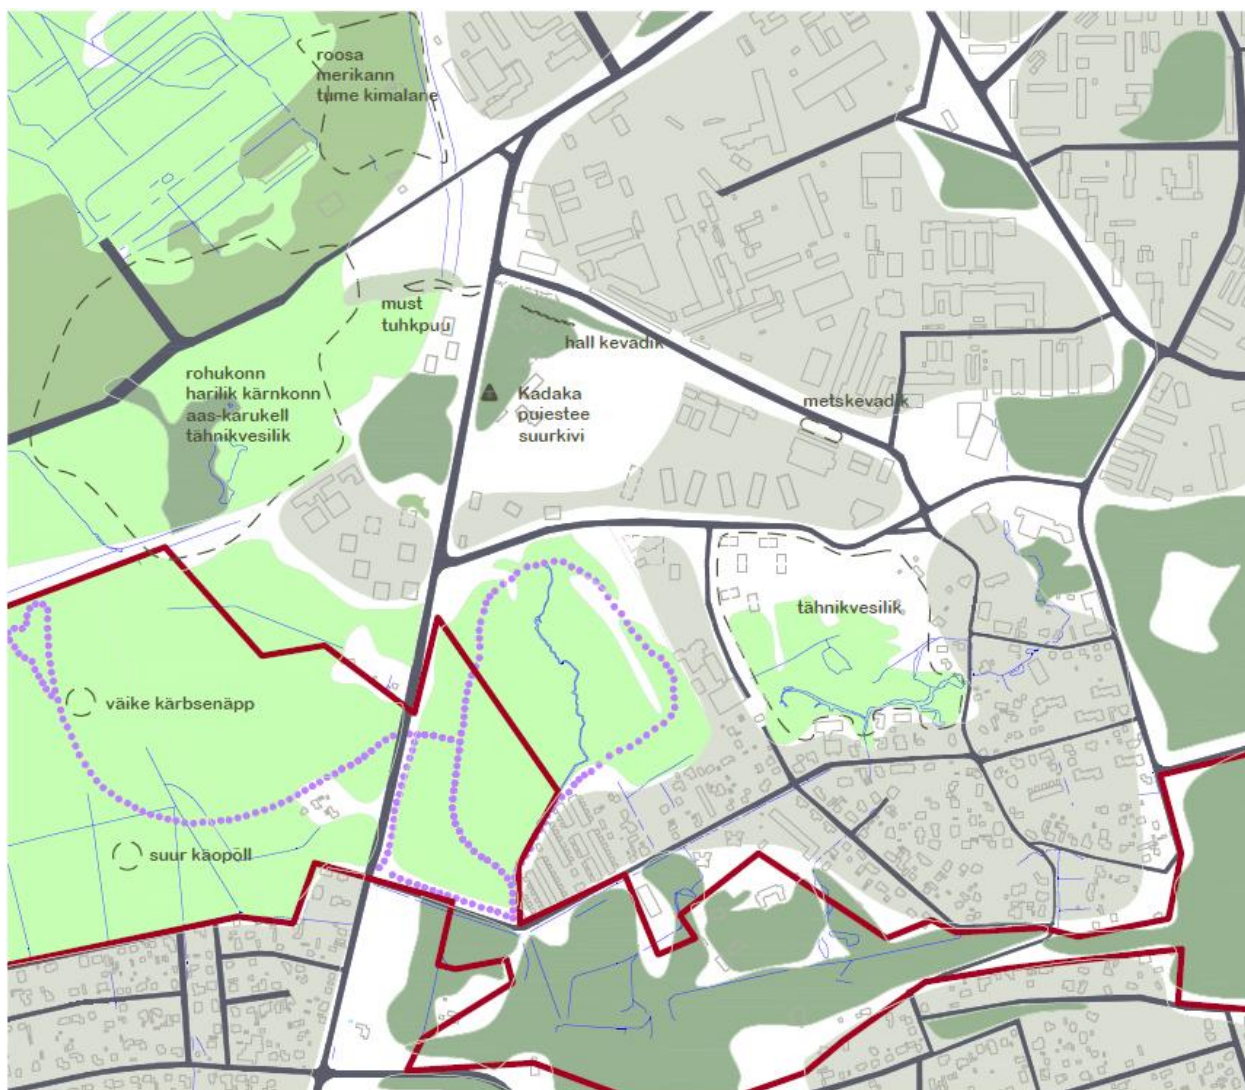 roosa
merikann
tume kimalane
must
tuhkpuu
hall kevadik
rohukonn
harilik kärnkonn
aas-karukell
tähnikvesilik
Kadaka
puiestee
suurkivi
metskevadik
tähnikvesilik
väike kärbsenäpp
suur käopõll